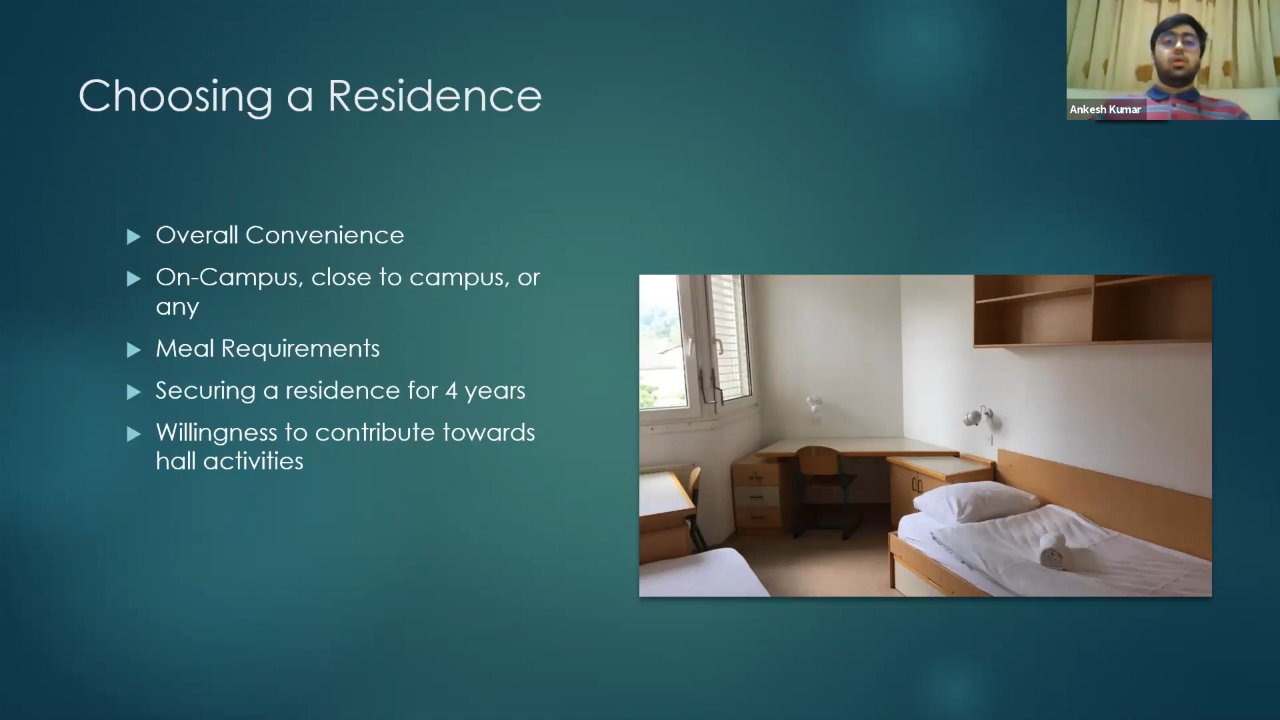 Choosing a Residence
Ankesh Kumar
Overall Convenience
On-Campus, close to campus, or
any
Meal Requirements
Securing a residence for 4 years
Willingness to contribute towards
hall activities